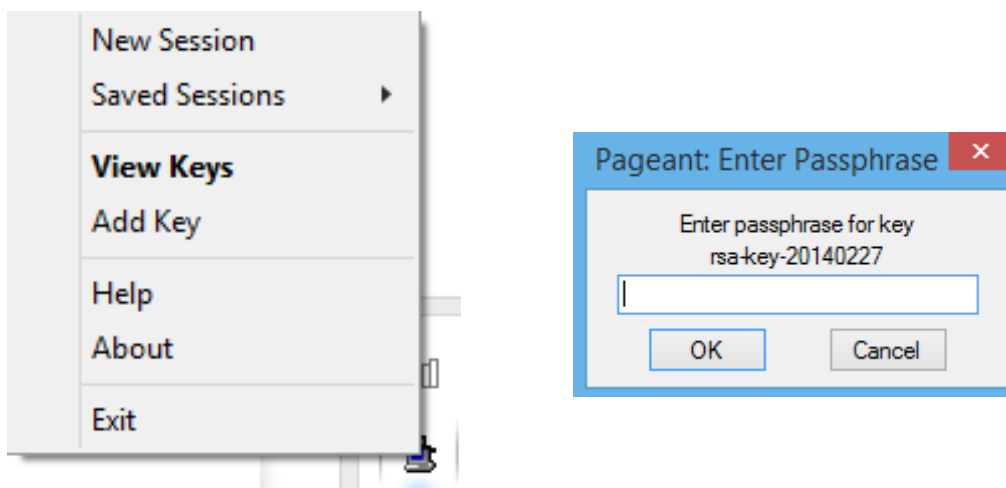 New Session
Saved Sessions
View Keys
Add Key
Help
About
Exit
Pageant: Enter Passphrase
Enter passphrase for key
rsa-key-20140227
OK
Cancel